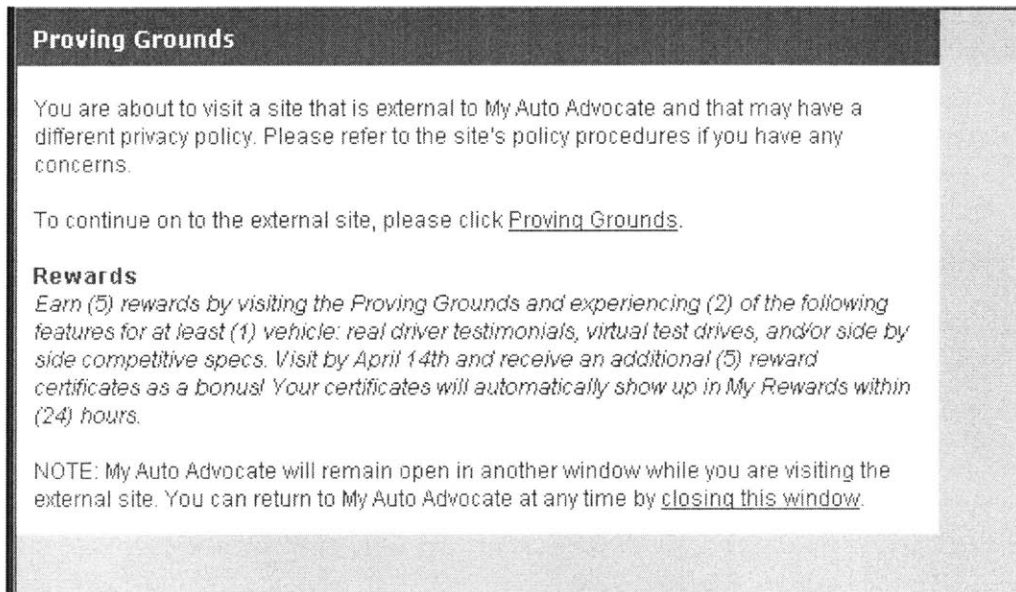 Proving Grounds
You are about to visit a site that is external to My Auto Advocate and that may have a
different privacy policy. Please refer to the site's policy procedures if you have any
concerns.
To continue on to the external site, please click Proving Grounds.
Rewards
Earn (5) rewards by visiting the Proving Grounds and experiencing (2) of the following
features for at least (1) vehicle: real driver testimonials, virtual test drives, and/or side by
side competitive specs. Visit by April 14th and receive an additional (5) reward
certificates as a bonus! Your certificates will automatically show up in My Rewards within
(24) hours.
NOTE: My Auto Advocate will remain open in another window while you are visiting the
external site. You can return to My Auto Advocate at any time by closing this window.